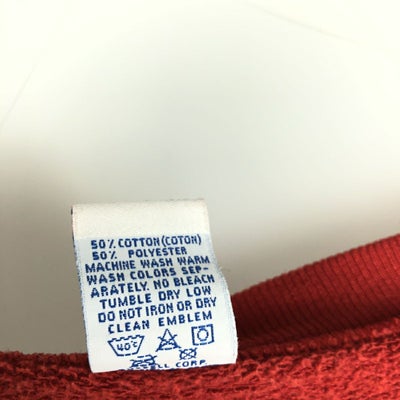 50% COTTON(COTON)
50% POLYESTER
MACHINE WASH WARM
WASH COLORS SEP-
ARATELY. NO BLEACH
TUMBLE DRY LOW
DO NOT IRON OR DRY
CLEAN EMBLEM
40°C
CORP.